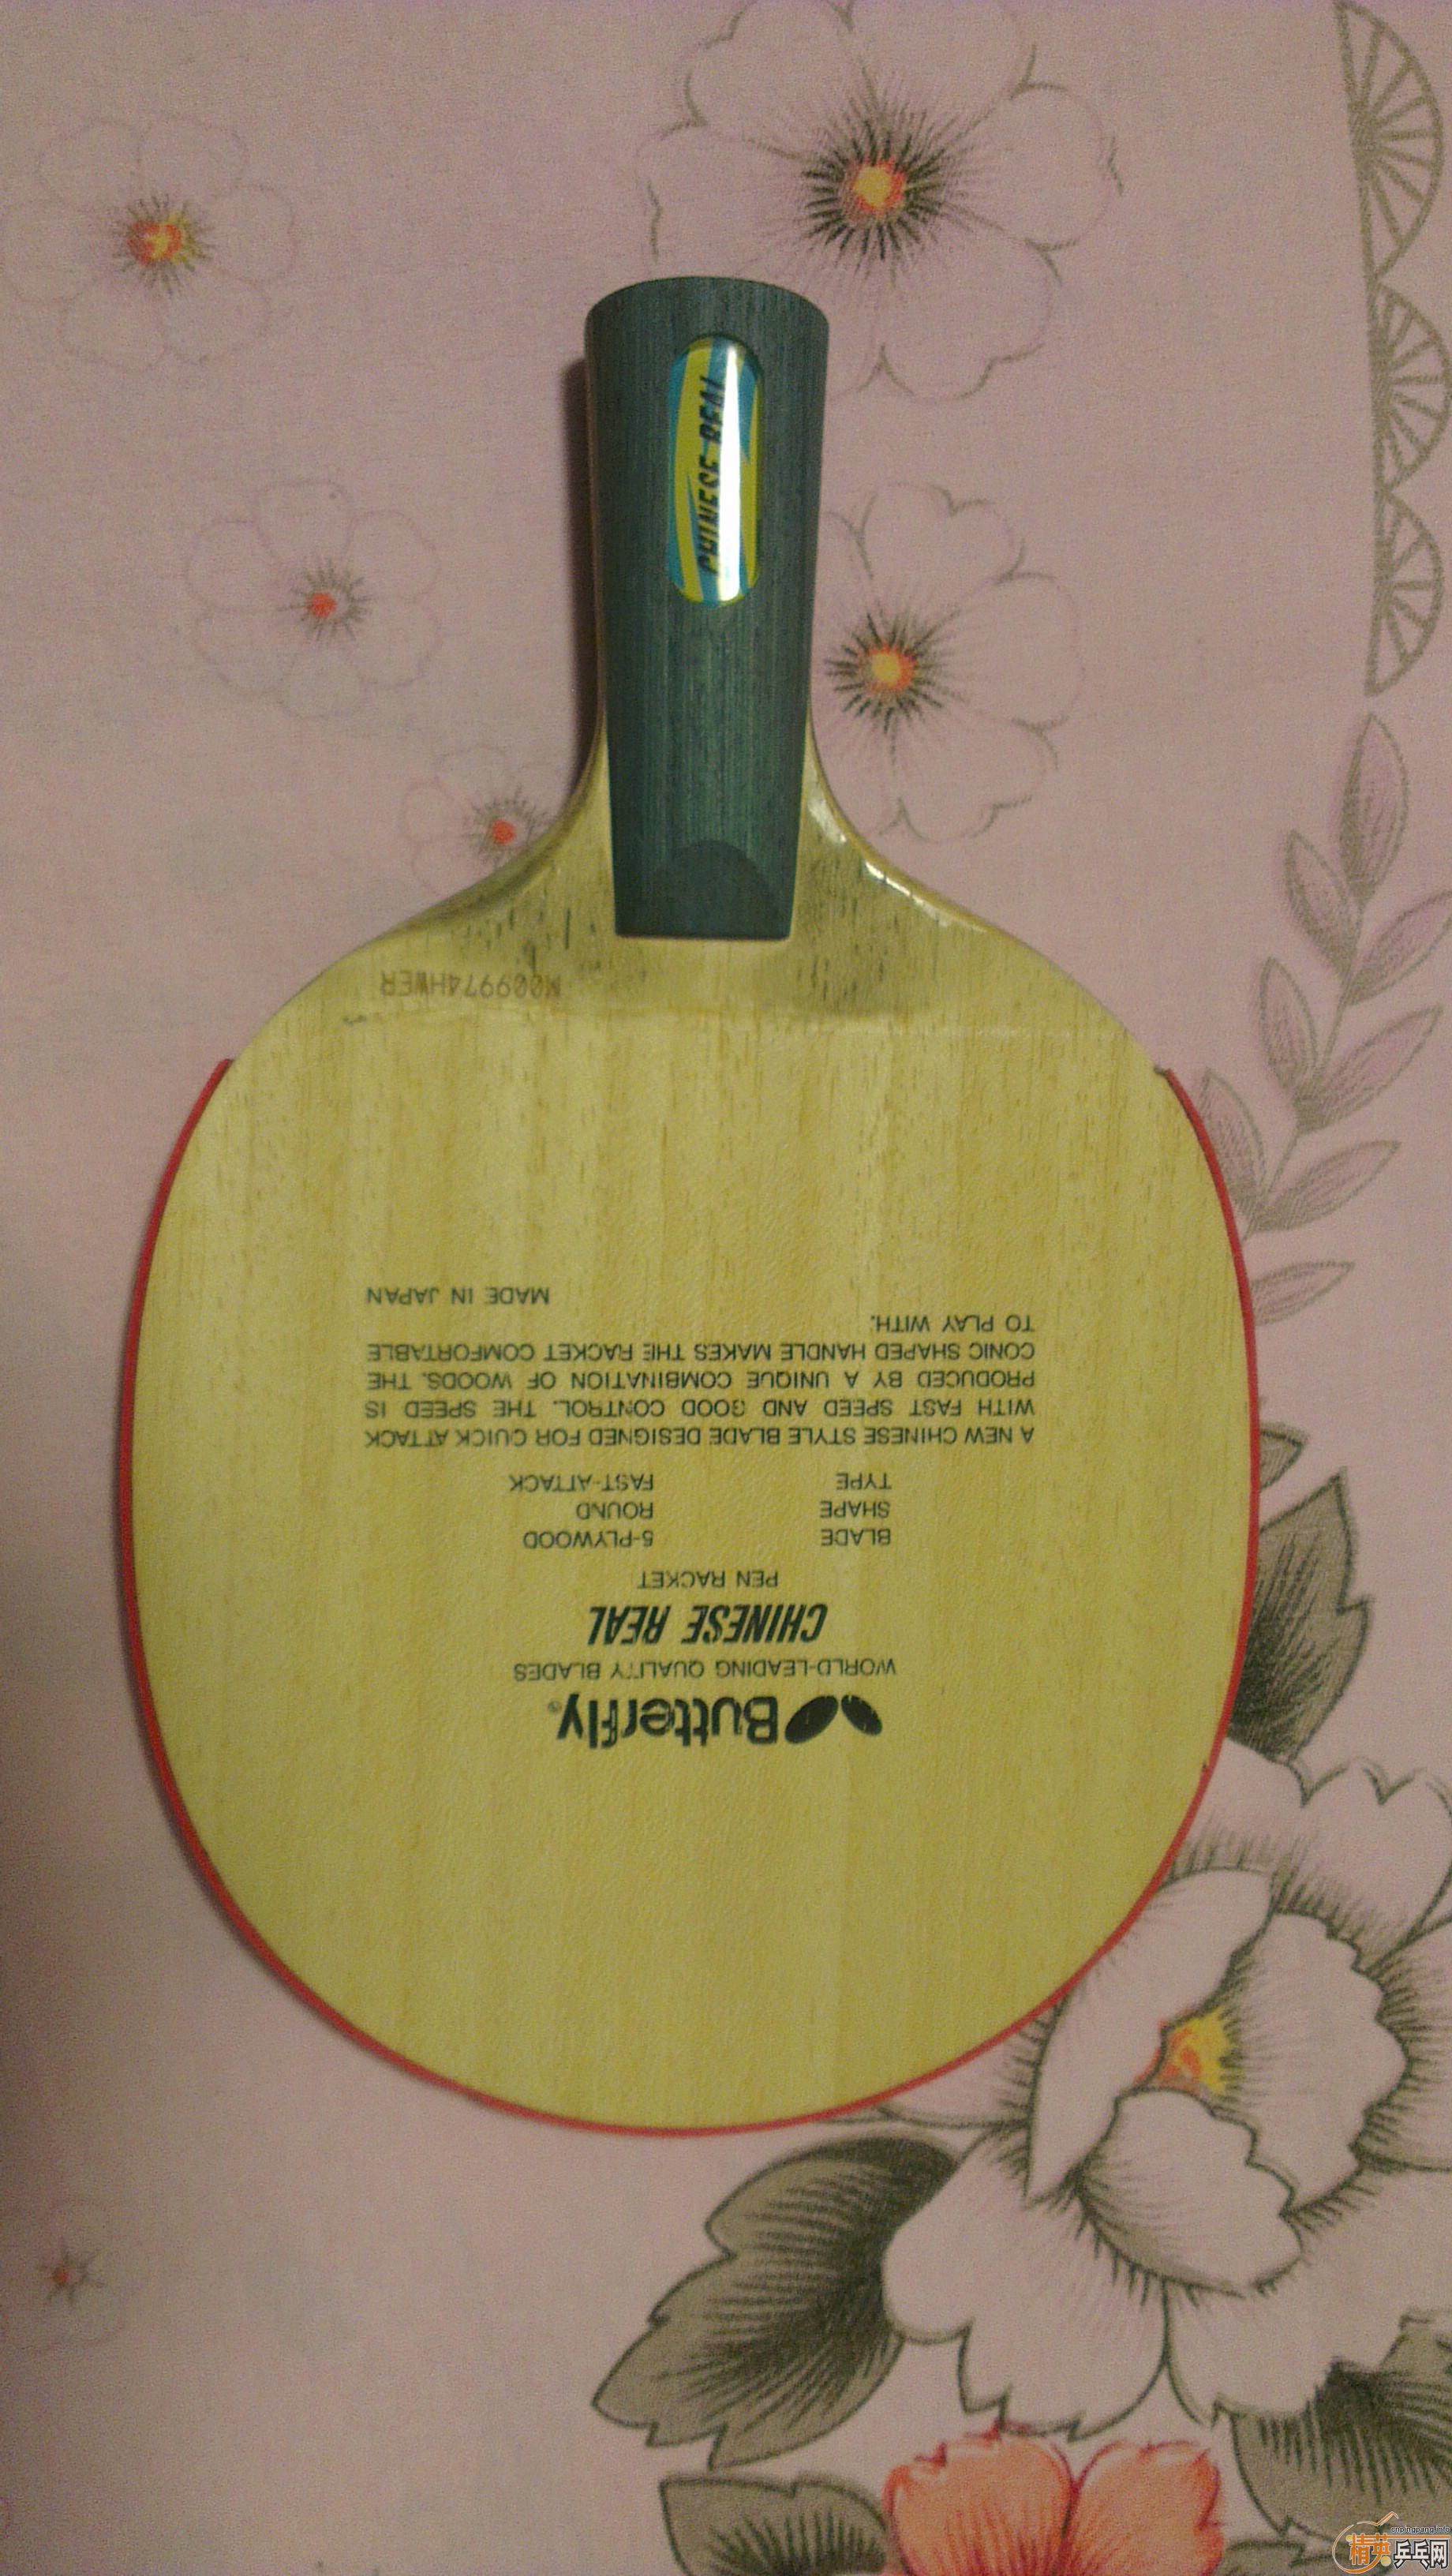 Butterfly®
WORLD-LEADING QUALITY BLADES
CHINESE REAL
PEN RACKET
BLADE 5-PLYWOOD
SHAPE ROUND
TYPE FAST-ATTACK
A NEW CHINESE STYLE BLADE DESIGNED FOR QUICK ATTACK
WITH FAST SPEED AND GOOD CONTROL. THE SPEED IS
PRODUCED BY A UNIQUE COMBINATION OF WOODS. THE
CONIC SHAPED HANDLE MAKES THE RACKET COMFORTABLE
TO PLAY WITH.
MADE IN JAPAN
CHINESE REAL
cnpingpang.info
精英乒乓网